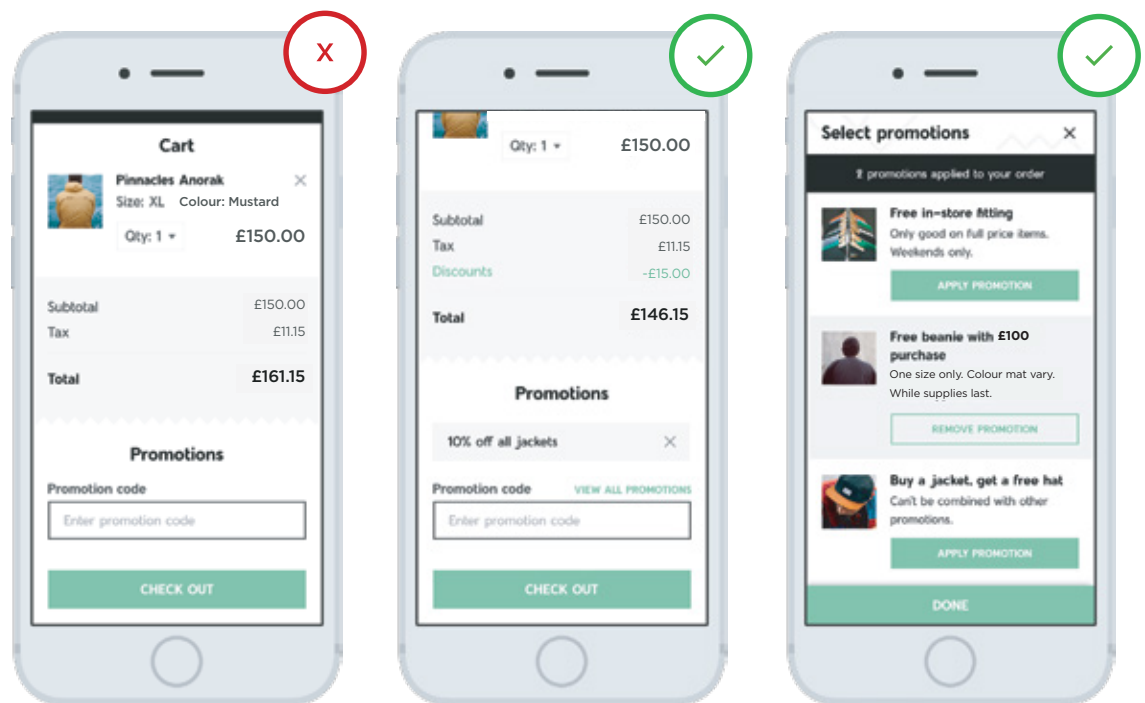 X
Cart
Pinnacles Anorak
Size: XL Colour: Mustard
Qty: 1
£150.00
Subtotal £150.00
Tax £11.15
Total £161.15
Promotions
Promotion code
Enter promotion code
CHECK OUT
Qty: 1
£150.00
Subtotal £150.00
Tax £11.15
Discounts -£15.00
Total £146.15
Promotions
10% off all jackets
Promotion code VIEW ALL PROMOTIONS
Enter promotion code
CHECK OUT
Select promotions
2 promotions applied to your order
Free in-store fitting
Only good on full price items.
Weekends only.
APPLY PROMOTION
Free beanie with £100
purchase
One size only. Colour mat vary.
While supplies last.
REMOVE PROMOTION
Buy a jacket, get a free hat
Can't be combined with other
promotions.
APPLY PROMOTION
DONE